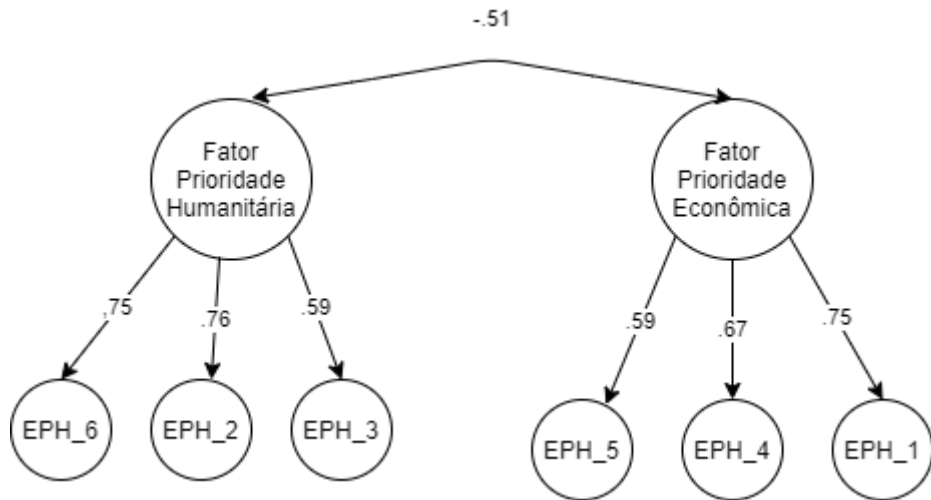 -.51
Fator
Prioridade
Humanitária
Fator
Prioridade
Econômica
,75
.76
.59
.59
.67
.75
EPH_6
EPH_2
EPH_3
EPH_5
EPH_4
EPH_1